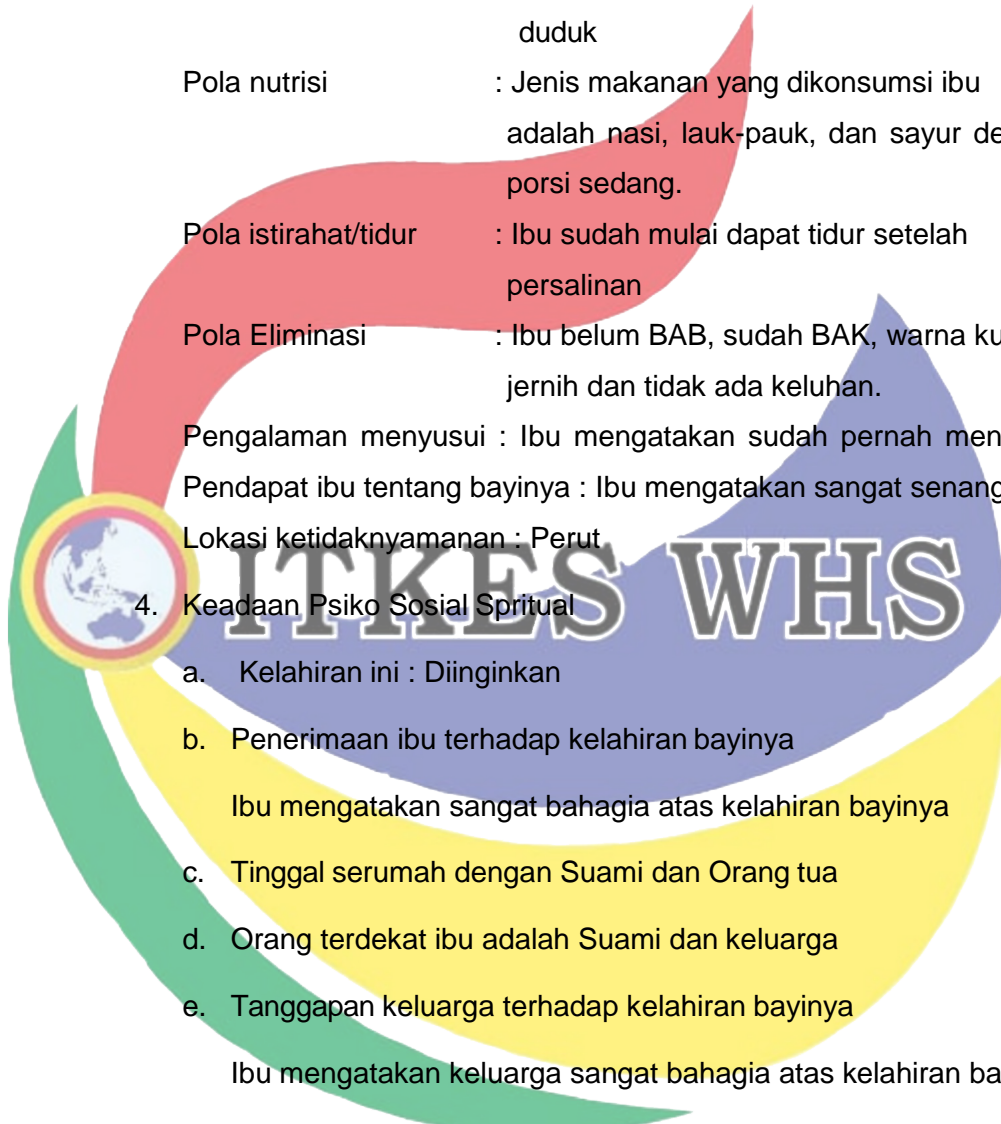 duduk
Pola nutrisi : Jenis makanan yang dikonsumsi ibu
adalah nasi, lauk-pauk, dan sayur
porsi sedang.
Pola istirahat/tidur : Ibu sudah mulai dapat tidur setelah
persalinan
Pola Eliminasi : Ibu belum BAB, sudah BAK, warna
jernih dan tidak ada keluhan.
Pengalaman menyusui : Ibu mengatakan sudah pernah
Pendapat ibu tentang bayinya : Ibu mengatakan sangat senang
Lokasi ketidaknyamanan : Perut
ITKES WHS
4. Keadaan Psiko Sosial Spritual
a. Kelahiran ini : Diinginkan
b. Penerimaan ibu terhadap kelahiran bayinya
Ibu mengatakan sangat bahagia atas kelahiran bayinya
c. Tinggal serumah dengan Suami dan Orang tua
d. Orang terdekat ibu adalah Suami dan keluarga
e. Tanggapan keluarga terhadap kelahiran bayinya
Ibu mengatakan keluarga sangat bahagia atas kelahiran